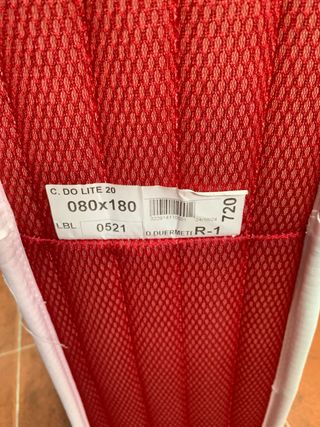 C. DO LITE 20
080x180
720
LBL 0521
D.DUERMETE R-1